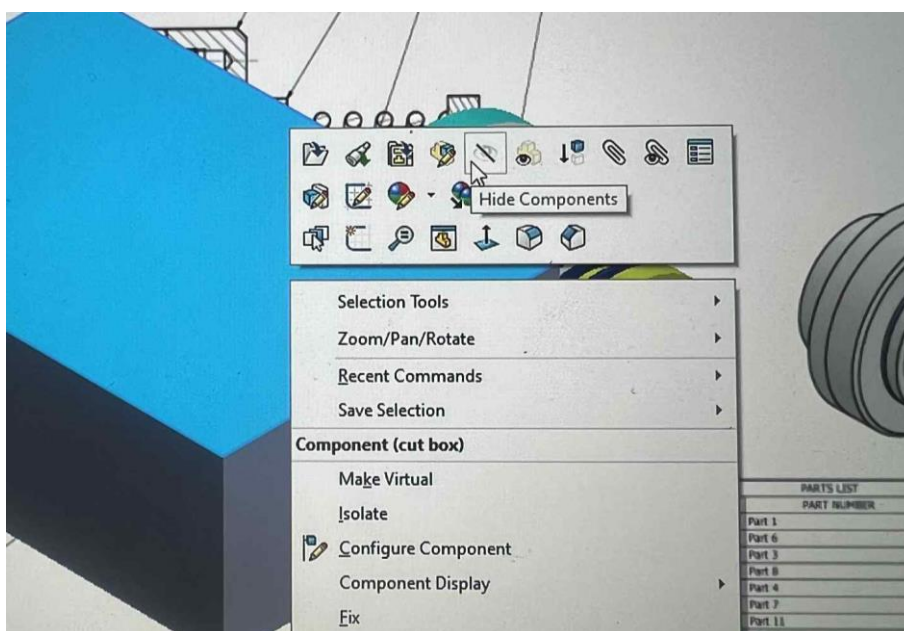 Hide Components
Selection Tools
Zoom/Pan/Rotate
Recent Commands
Save Selection
Component (cut box)
Make Virtual
Isolate
Configure Component
Component Display
Fix
PARTS LIST
PART NUMBER
Part 1
Part 6
Part 3
Part 8
Part 4
Part 7
Part 11